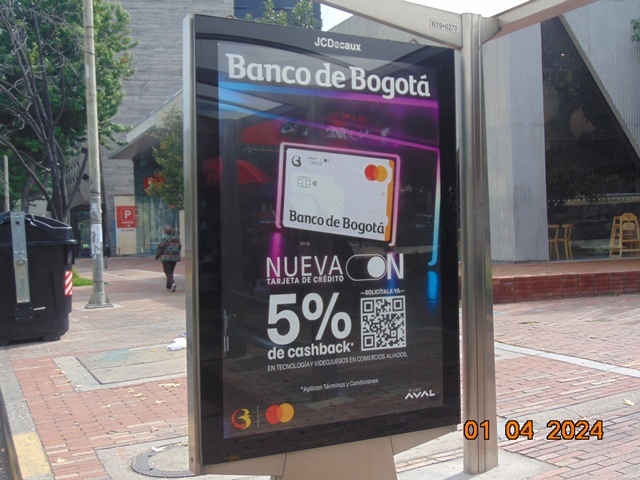 K19+0270
JCDecaux
Banco de Bogotá
Banco de Bogotá
NUEVA ON
TARJETA DE CRÉDITO
5%
de cashback*
SOLICÍTALA YA
EN TECNOLOGÍA Y VIDEOJUEGOS EN COMERCIOS ALIADOS.
*Aplican Términos y Condiciones
AVAL
P
01 04 2024